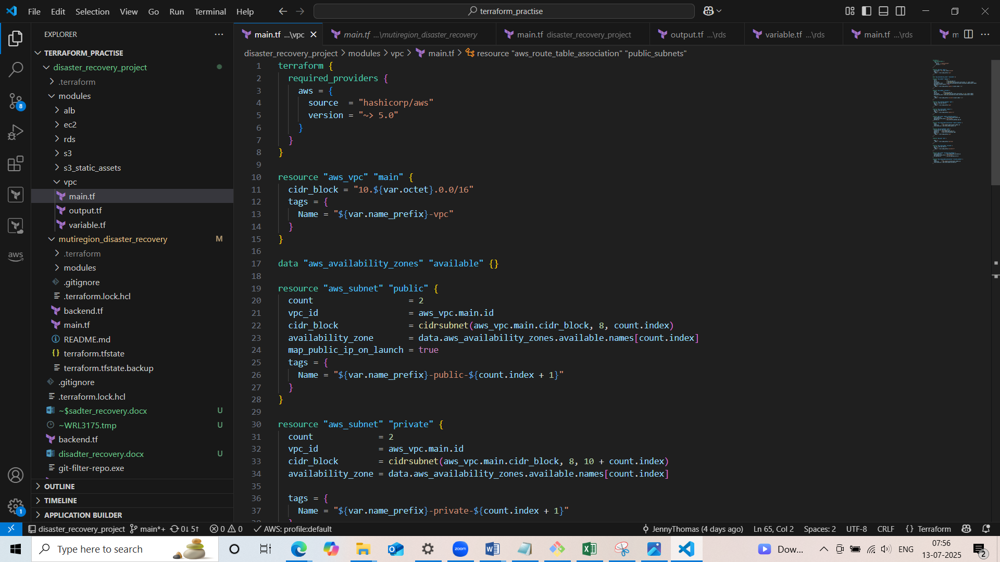 File Edit Selection View Go Run Terminal Help
terraform_practise
EXPLORER
TERRAFORM_PRACTISE
disaster_recovery_project
.terraform
modules
alb
ec2
rds
s3
s3_static_assets
vpc
main.tf
output.tf
variable.tf
mutiregion_disaster_recovery M
.terraform
modules
.gitignore
.terraform.lock.hcl
backend.tf
main.tf
README.md
terraform.tfstate
terraform.tfstate.backup
.gitignore
.terraform.lock.hcl
~$sadter_recovery.docx U
~WRL3175.tmp U
backend.tf
disadter_recovery.docx U
git-filter-repo.exe
OUTLINE
TIMELINE
APPLICATION BUILDER
8
aws
1
main.tf ...\vpc
main.tf ...\mutiregion_disaster_recovery
main.tf disaster_recovery_project
output.tf ...\rds
variable.tf ...\rds
main.tf ...\rds
disaster_recovery_project > modules > vpc > main.tf > resource "aws_route_table_association" "public_subnets"
1 terraform {
2 required_providers {
3 aws = {
4 source  = "hashicorp/aws"
5 version = "~> 5.0"
6 }
7 }
8 }
9
10 resource "aws_vpc" "main" {
11 cidr_block = "10.${var.octet}.0.0/16"
12 tags = {
13 Name = "${var.name_prefix}-vpc"
14 }
15 }
16
17 data "aws_availability_zones" "available" {}
18
19 resource "aws_subnet" "public" {
20 count                   = 2
21 vpc_id                  = aws_vpc.main.id
22 cidr_block              = cidrsubnet(aws_vpc.main.cidr_block, 8, count.index)
23 availability_zone       = data.aws_availability_zones.available.names[count.index]
24 map_public_ip_on_launch = true
25 tags = {
26 Name = "${var.name_prefix}-public-${count.index + 1}"
27 }
28 }
29
30 resource "aws_subnet" "private" {
31 count             = 2
32 vpc_id            = aws_vpc.main.id
33 cidr_block        = cidrsubnet(aws_vpc.main.cidr_block, 8, 10 + count.index)
34 availability_zone = data.aws_availability_zones.available.names[count.index]
35
36 tags = {
37 Name = "${var.name_prefix}-private-${count.index + 1}"
disaster_recovery_project main*+ 0↓ 5↑ 0 0 AWS: profile:default JennyThomas (4 days ago) Ln 65, Col 2 Spaces: 2 UTF-8 CRLF {} Terraform
Type here to search
zoom
Dow...
ENG
07:56
13-07-2025
2